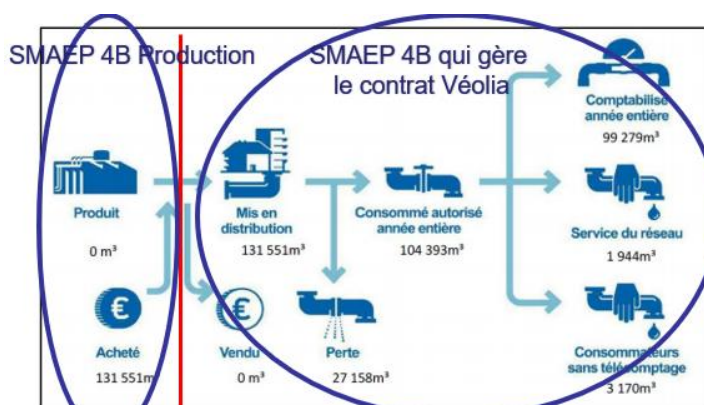 SMAEP 4B Production
SMAEP 4B qui gère
le contrat Véolia
Comptabilisé
année entière
99 279m³
Produit
0 m³
Mis en
distribution
131 551m³
Consommé autorisé
année entière
104 393m³
Service du réseau
1 944m³
€
Acheté
131 551m
€
Vendu
0 m³
Perte
27 158m³
Consommateurs
sans télécomptage
3 170m³